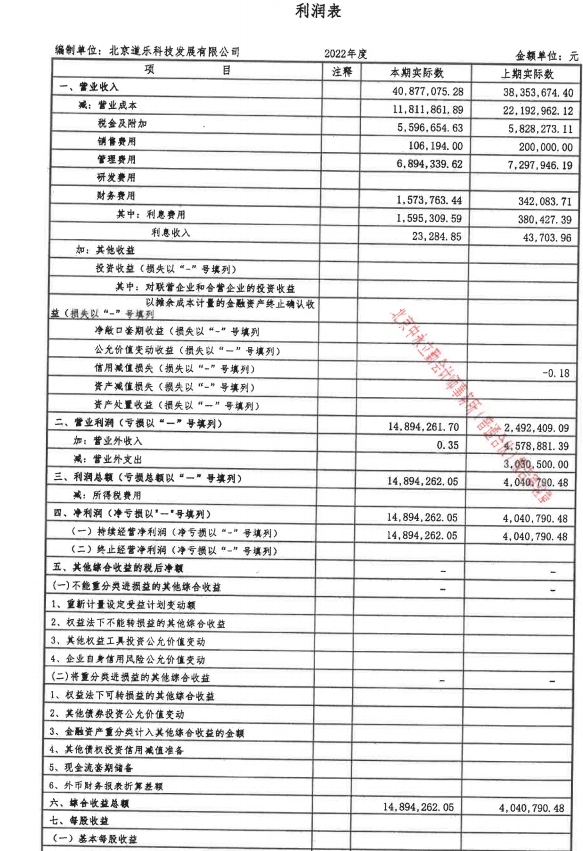 利润表
编制单位：北京道乐科技发展有限公司 2022年度 金额单位：元
项 目 注释 本期实际数 上期实际数
一、营业收入 40,877,075.28 38,353,674.40
减：营业成本 11,811,861.89 22,192,962.12
税金及附加 5,596,654.63 5,828,273.11
销售费用 106,194.00 200,000.00
管理费用 6,894,339.62 7,297,946.19
研发费用
财务费用 1,573,763.44 342,083.71
其中：利息费用 1,595,309.59 380,427.39
利息收入 23,284.85 43,703.96
加：其他收益
投资收益（损失以“-”号填列）
其中：对联营企业和合营企业的投资收益
以摊余成本计量的金融资产终止确认收
益（损失以“-”号填列
净敞口套期收益（损失以“-”号填列
公允价值变动收益（损失以“－”号填列）
信用减值损失（损失以“-”号填列） -0.18
资产减值损失（损失以“-”号填列）
资产处置收益（损失以“－”号填列）
二、营业利润（亏损以“－”号填列） 14,894,261.70 2,492,409.09
加：营业外收入 0.35 4,578,881.39
减：营业外支出 3,030,500.00
三、利润总额（亏损总额以“－”号填列） 14,894,262.05 4,040,790.48
减：所得税费用
四、净利润（净亏损以"－"号填列） 14,894,262.05 4,040,790.48
（一）持续经营净利润（净亏损以“-”号填列） 14,894,262.05 4,040,790.48
（二）终止经营净利润（净亏损以“-”号填列）
五、其他综合收益的税后净额 - -
(一)不能重分类进损益的其他综合收益 - -
1、重新计量设定受益计划变动额
2、权益法下不能转损益的其他综合收益
3、其他权益工具投资公允价值变动
4、企业自身信用风险公允价值变动
(二)将重分类进损益的其他综合收益 - -
1、权益法下可转损益的其他综合收益
2、其他债券投资公允价值变动
3、金融资产重分类计入其他综合收益的金额
4、其他债权投资信用减值准备
5、现金流套期储备
6、外币财务报表折算差额
六、综合收益总额 14,894,262.05 4,040,790.48
七、每股收益
（一）基本每股收益